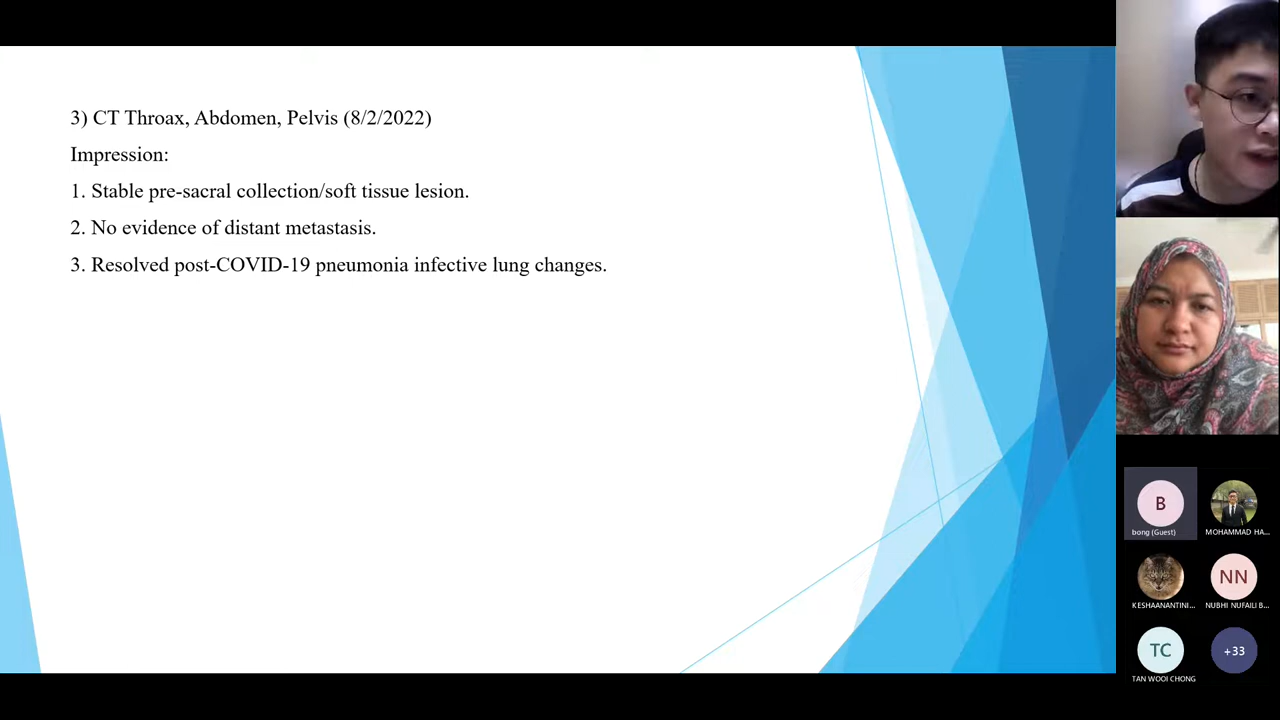 3) CT Throax, Abdomen, Pelvis (8/2/2022)
Impression:
1. Stable pre-sacral collection/soft tissue lesion.
2. No evidence of distant metastasis.
3. Resolved post-COVID-19 pneumonia infective lung changes.
B
bong (Guest)
MOHAMMAD HA...
KESHAANANTINI...
NN
NUBHI NUFAILI B...
TC
TAN WOOI CHONG
+33